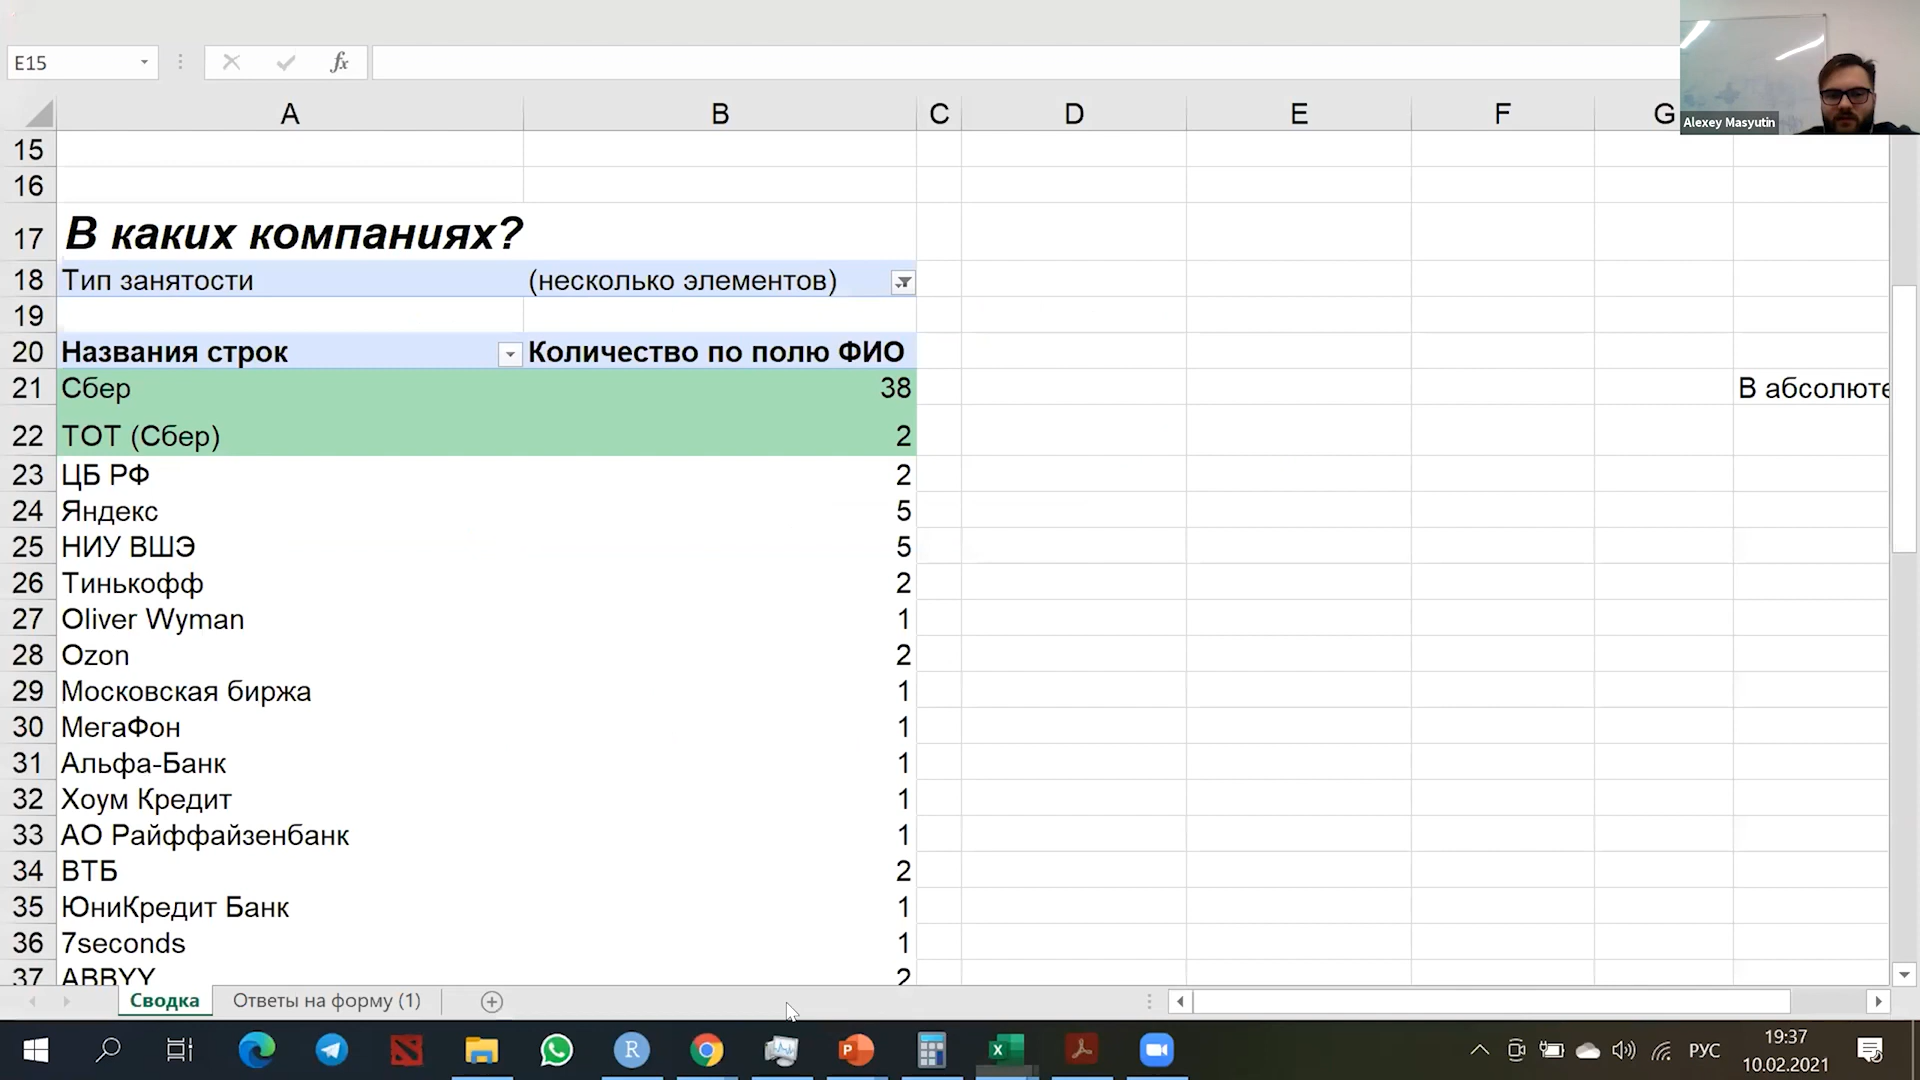 E15
fx
A B C D E F G
Alexey Masyutin
15
16
17 В каких компаниях?
18 Тип занятости (несколько элементов)
19
20 Названия строк Количество по полю ФИО
21 Сбер 38 В абсолюте
22 ТОТ (Сбер) 2
23 ЦБ РФ 2
24 Яндекс 5
25 НИУ ВШЭ 5
26 Тинькофф 2
27 Oliver Wyman 1
28 Ozon 2
29 Московская биржа 1
30 МегаФон 1
31 Альфа-Банк 1
32 Хоум Кредит 1
33 АО Райффайзенбанк 1
34 ВТБ 2
35 ЮниКредит Банк 1
36 7seconds 1
37 ABBYY 2
Сводка Ответы на форму (1)
РУС
19:37
10.02.2021